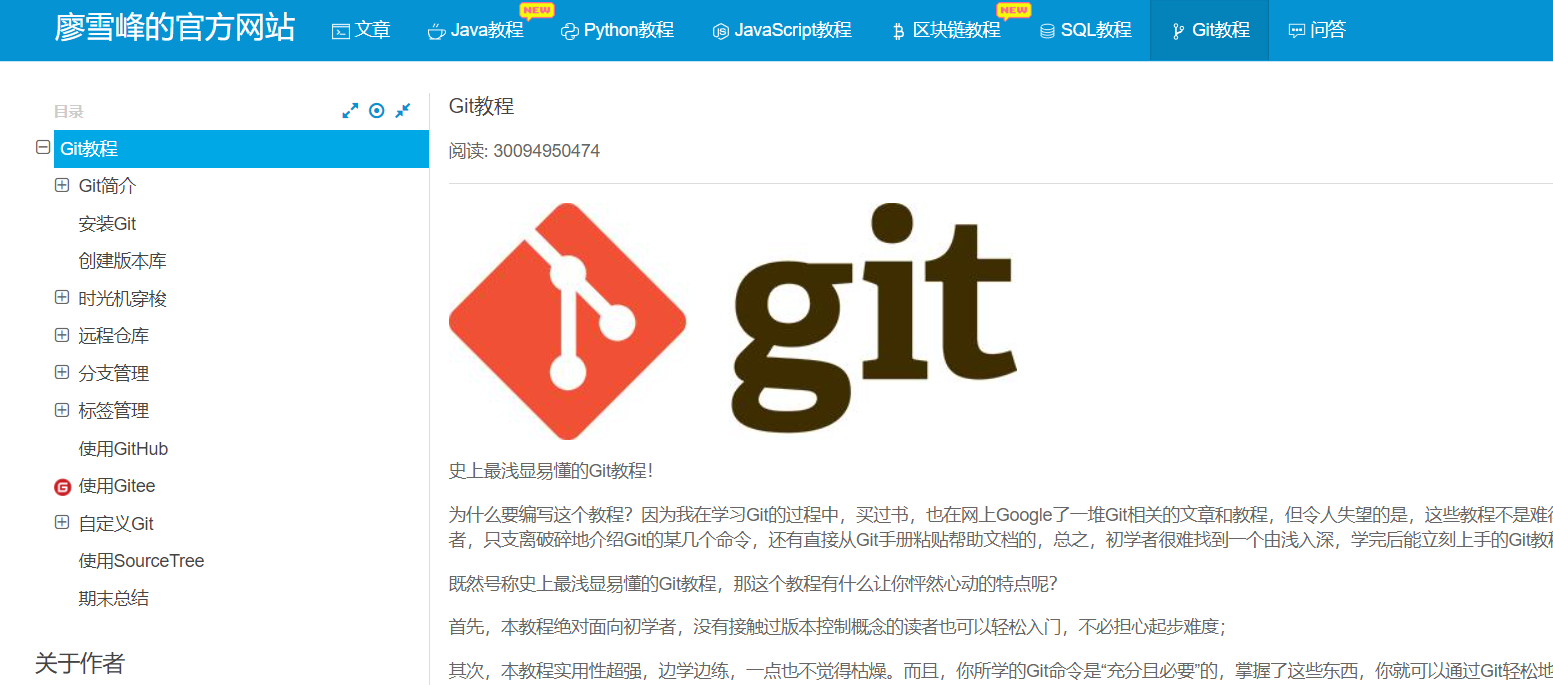 廖雪峰的官方网站 文章 Java教程 NEW Python教程 JavaScript教程 区块链教程 NEW SQL教程 Git教程 问答
目录
Git教程
Git简介
安装Git
创建版本库
时光机穿梭
远程仓库
分支管理
标签管理
使用GitHub
G 使用Gitee
自定义Git
使用SourceTree
期末总结
关于作者
Git教程
阅读: 30094950474
git
史上最浅显易懂的Git教程！
为什么要编写这个教程？因为我在学习Git的过程中，买过书，也在网上Google了一堆Git相关的文章和教程，但令人失望的是，这些教程不是难得
者，只支离破碎地介绍Git的某几个命令，还有直接从Git手册粘贴帮助文档的，总之，初学者很难找到一个由浅入深，学完后能立刻上手的Git教程
既然号称史上最浅显易懂的Git教程，那这个教程有什么让你怦然心动的特点呢？
首先，本教程绝对面向初学者，没有接触过版本控制概念的读者也可以轻松入门，不必担心起步难度；
其次，本教程实用性超强，边学边练，一点也不觉得枯燥。而且，你所学的Git命令是“充分且必要”的，掌握了这些东西，你就可以通过Git轻松地